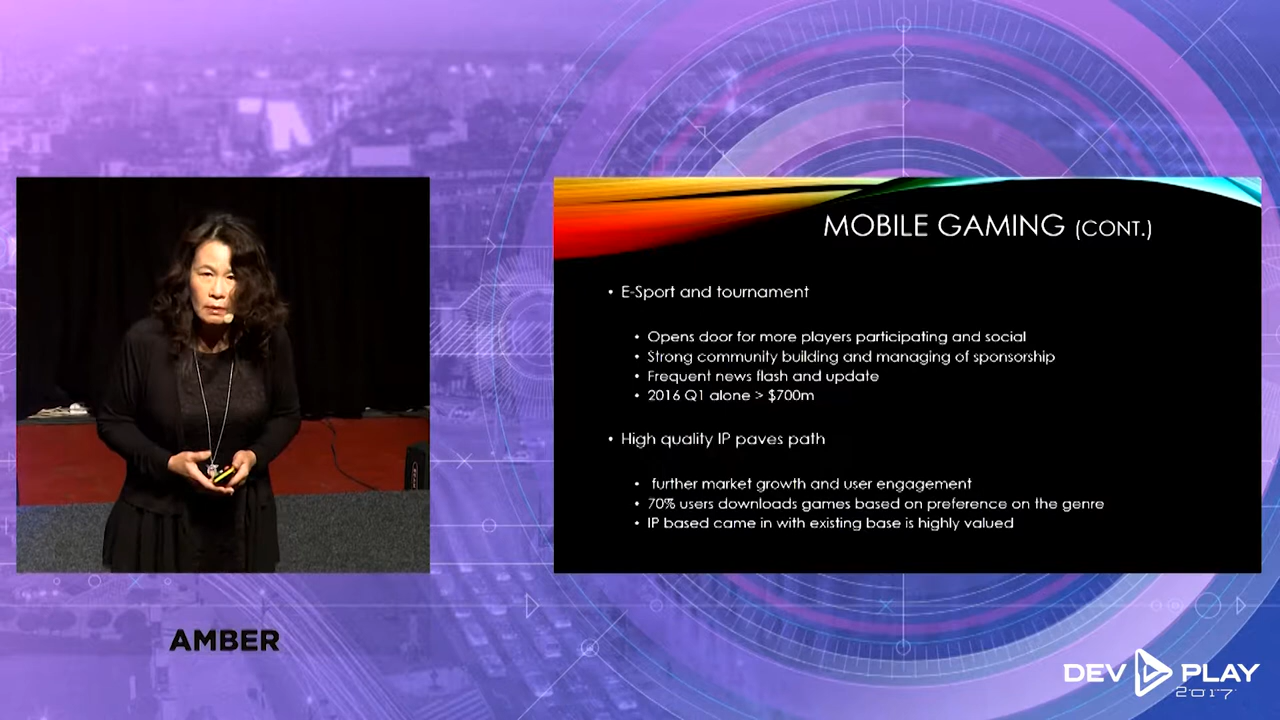 MOBILE GAMING (CONT.)
• E-Sport and tournament
• Opens door for more players participating and social
• Strong community building and managing of sponsorship
• Frequent news flash and update
• 2016 Q1 alone > $700m
• High quality IP paves path
• further market growth and user engagement
• 70% users downloads games based on preference on the genre
• IP based came in with existing base is highly valued
AMBER
DEV PLAY
2017